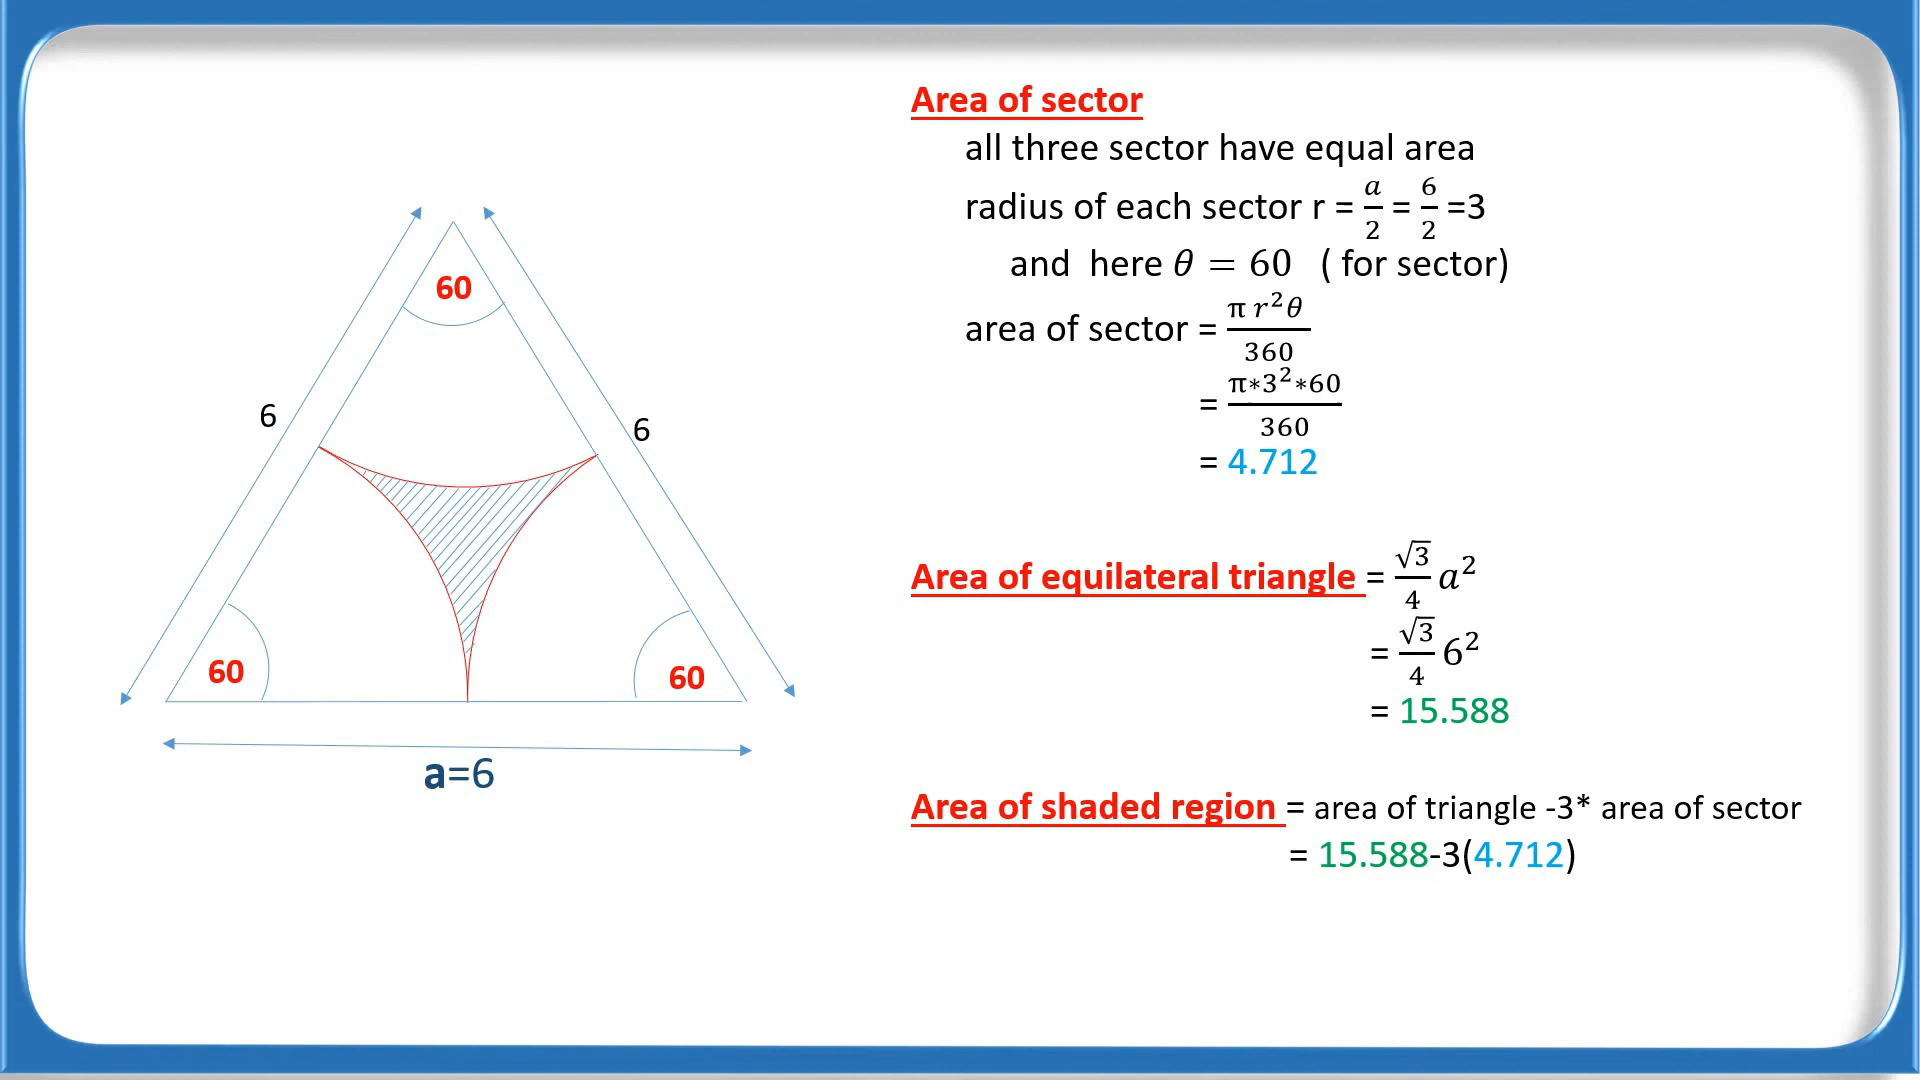 Area of sector
all three sector have equal area
radius of each sector r = a/2 = 6/2 =3
and here θ = 60 ( for sector)
area of sector = π r²θ/360
= π*3²*60/360
= 4.712
Area of equilateral triangle = √3/4 a²
= √3/4 6²
= 15.588
Area of shaded region = area of triangle -3* area of sector
= 15.588-3(4.712)
60
6
6
60
60
a=6